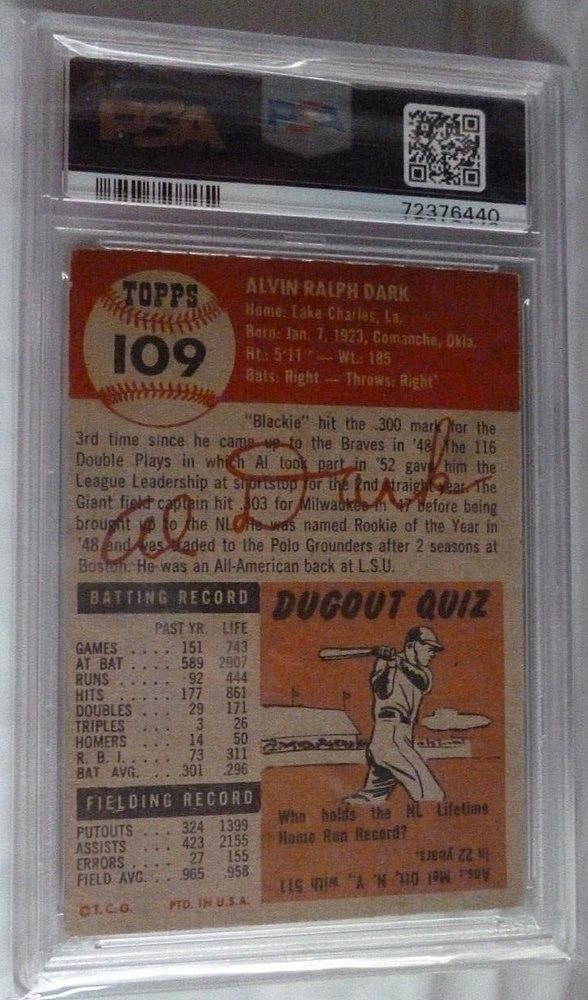 PSA
PSA
72376440
TOPPS
109
ALVIN RALPH DARK
Home: Lake Charles, La.
Born: Jan. 7, 1923, Comanche, Okla.
Ht.: 5'11" — Wt.: 185
Bats: Right — Throws: Right
"Blackie" hit the .300 mark for the
3rd time since he came up to the Braves in '48. The 116
Double Plays in which Al took part in '52 gave him the
League Leadership at shortstop for the 2nd straight year. The
Giant field captain hit .303 for Milwaukee in '47 before being
brought up to the NL. He was named Rookie of the Year in
'48 and was traded to the Polo Grounders after 2 seasons at
Boston. He was an All-American back at L.S.U.
al Dark
BATTING RECORD
PAST YR. LIFE
GAMES .... 151 743
AT BAT .... 589 2907
RUNS .... 92 444
HITS .... 177 861
DOUBLES ... 29 171
TRIPLES ... 3 26
HOMERS ... 14 50
R. B. I. .... 73 311
BAT AVG. ... .301 .296
FIELDING RECORD
PUTOUTS ... 324 1399
ASSISTS ... 423 2155
ERRORS ... 27 155
FIELD AVG. .. .965 .958
©T.C.G. PTD. IN U.S.A.
DUGOUT QUIZ
Who holds the NL Lifetime
Home Run Record?
Ans.: Mel Ott, N. Y., with 511
in 22 years.